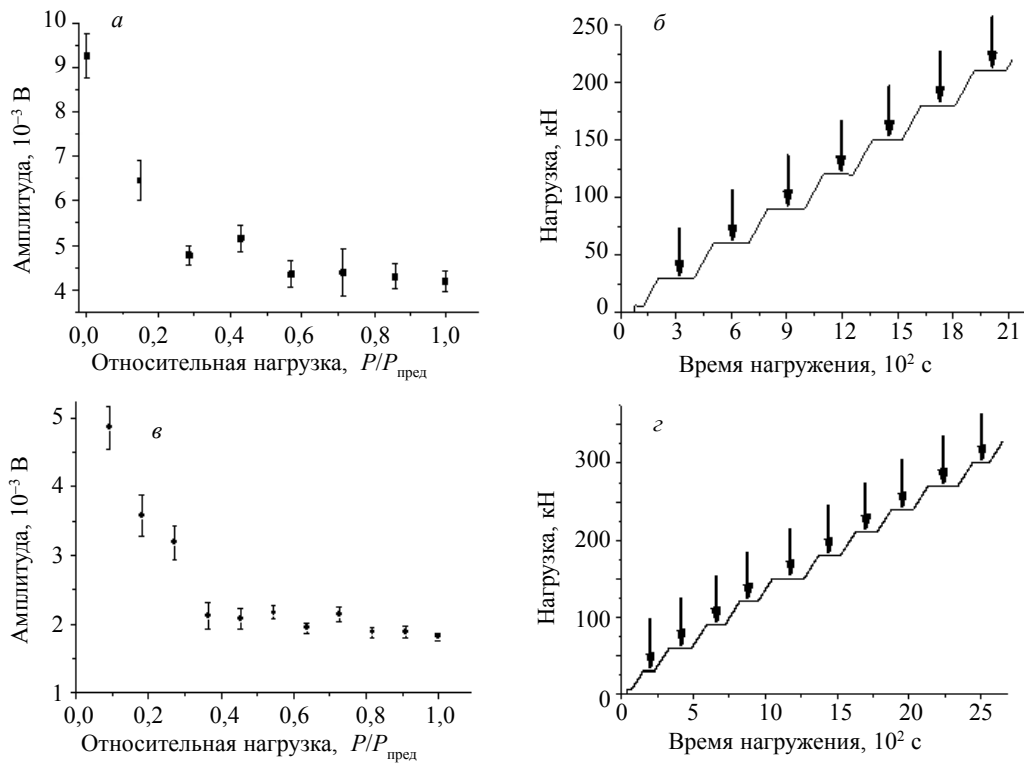 а
10
9
8
7
6
5
4
Амплитуда, 10⁻³ В
0,0 0,2 0,4 0,6 0,8 1,0
Относительная нагрузка, P/Pпред
б
250
200
150
100
50
0
Нагрузка, кН
0 3 6 9 12 15 18 21
Время нагружения, 10² с
в
5
4
3
2
1
Амплитуда, 10⁻³ В
0,0 0,2 0,4 0,6 0,8 1,0
Относительная нагрузка, P/Pпред
г
300
200
100
0
Нагрузка, кН
0 5 10 15 20 25
Время нагружения, 10² с